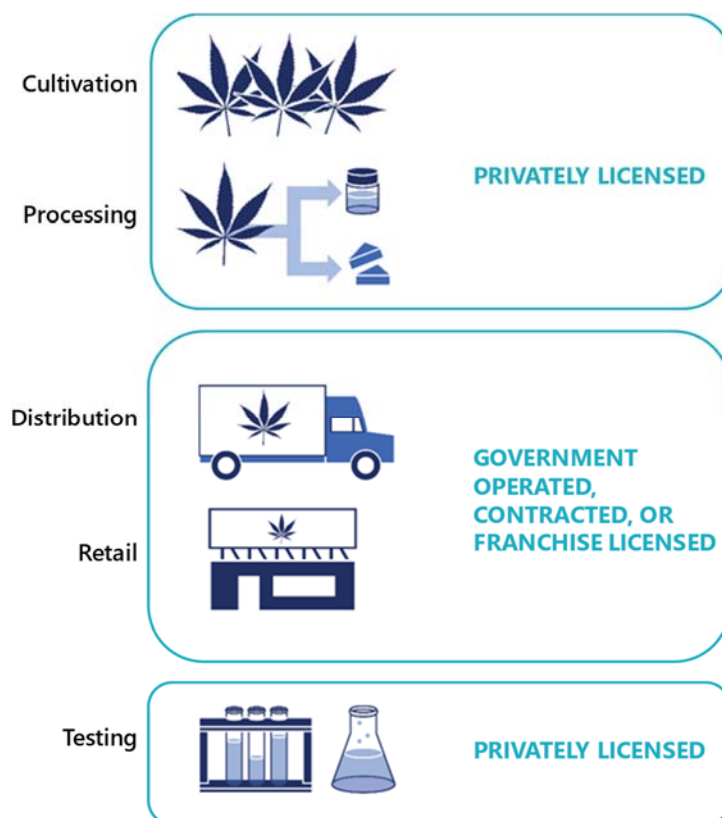 Cultivation
Processing
PRIVATELY LICENSED
Distribution
Retail
GOVERNMENT
OPERATED,
CONTRACTED, OR
FRANCHISE LICENSED
Testing
PRIVATELY LICENSED